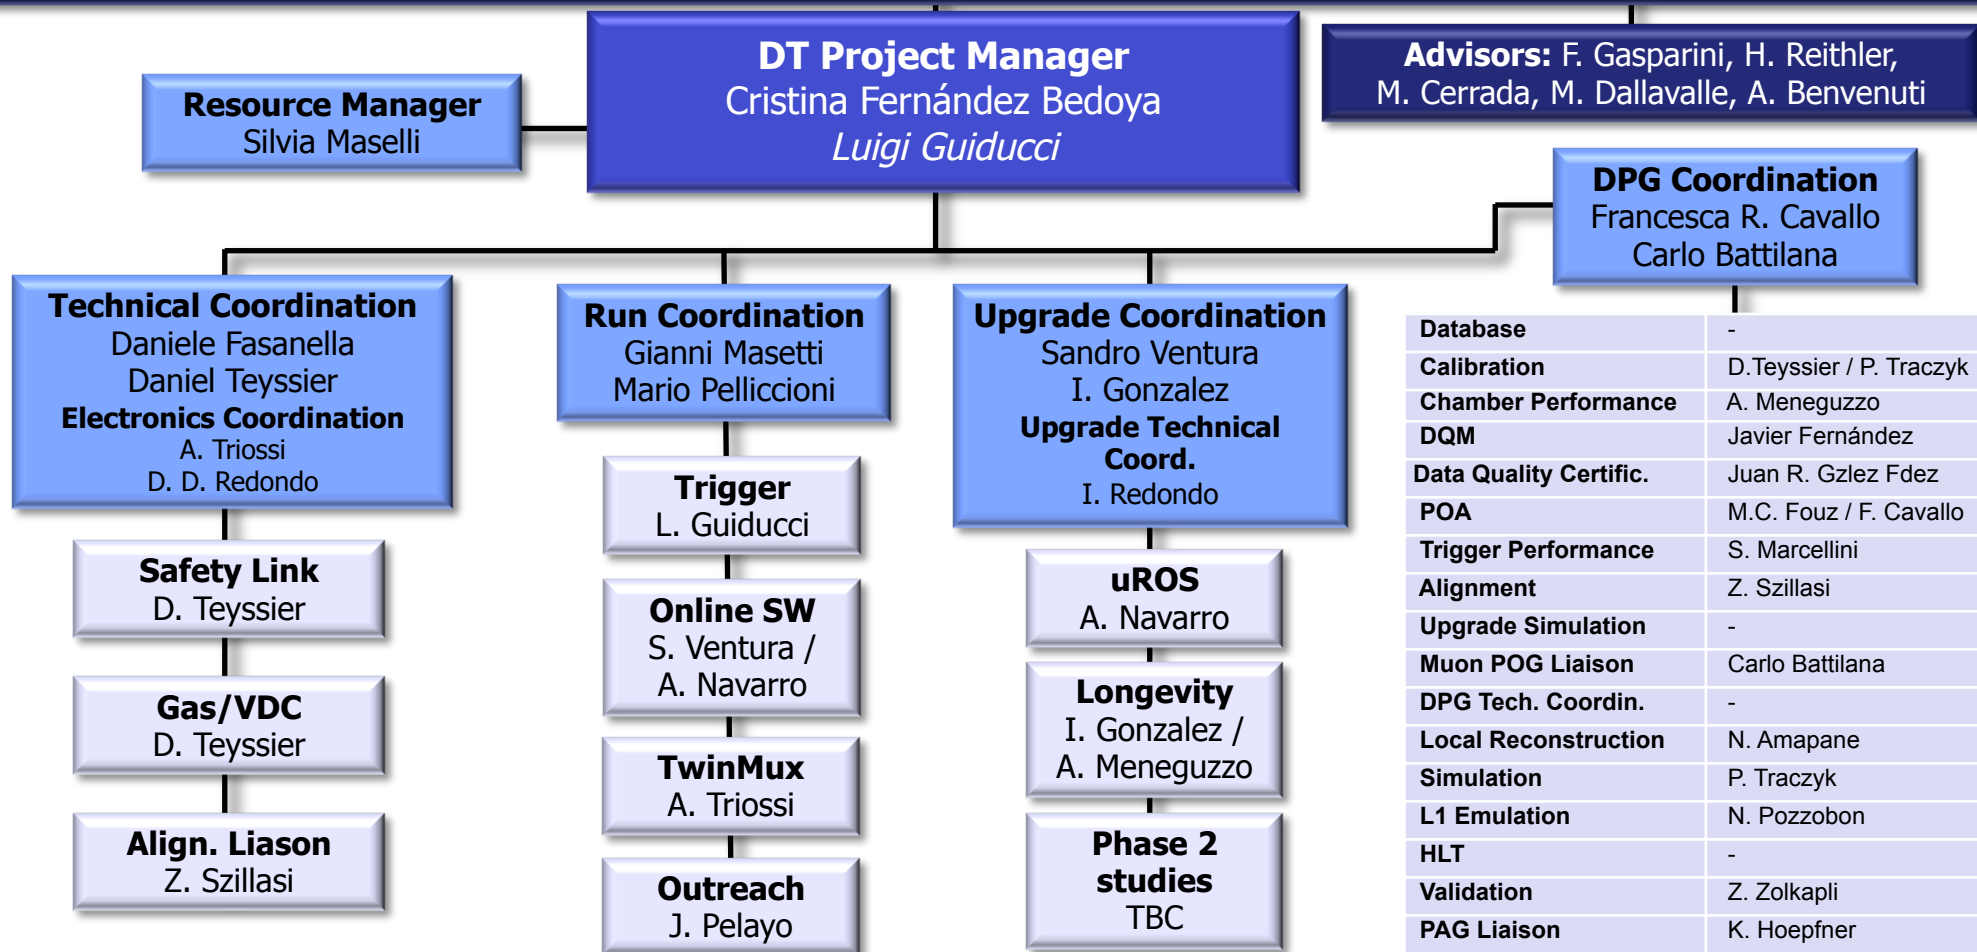 DT Project Manager
Cristina Fernández Bedoya
Luigi Guiducci
Advisors: F. Gasparini, H. Reithler,
M. Cerrada, M. Dallavalle, A. Benvenuti
Resource Manager
Silvia Maselli
DPG Coordination
Francesca R. Cavallo
Carlo Battilana
Technical Coordination
Daniele Fasanella
Daniel Teyssier
Electronics Coordination
A. Triossi
D. D. Redondo
Safety Link
D. Teyssier
Gas/VDC
D. Teyssier
Align. Liason
Z. Szillasi
Run Coordination
Gianni Masetti
Mario Pelliccioni
Trigger
L. Guiducci
Online SW
S. Ventura /
A. Navarro
TwinMux
A. Triossi
Outreach
J. Pelayo
Upgrade Coordination
Sandro Ventura
I. Gonzalez
Upgrade Technical
Coord.
I. Redondo
uROS
A. Navarro
Longevity
I. Gonzalez /
A. Meneguzzo
Phase 2
studies
TBC
Database -
Calibration D.Teyssier / P. Traczyk
Chamber Performance A. Meneguzzo
DQM Javier Fernández
Data Quality Certific. Juan R. Gzlez Fdez
POA M.C. Fouz / F. Cavallo
Trigger Performance S. Marcellini
Alignment Z. Szillasi
Upgrade Simulation -
Muon POG Liaison Carlo Battilana
DPG Tech. Coordin. -
Local Reconstruction N. Amapane
Simulation P. Traczyk
L1 Emulation N. Pozzobon
HLT -
Validation Z. Zolkapli
PAG Liaison K. Hoepfner